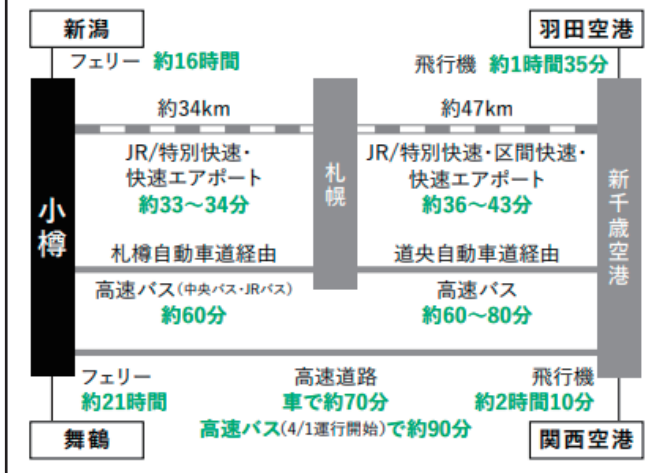 新潟
羽田空港
フェリー 約16時間
飛行機 約1時間35分
約34km
約47km
JR/特別快速・
快速エアポート
約33～34分
JR/特別快速・区間快速・
快速エアポート
約36～43分
小樽
札幌
新千歳空港
札樽自動車道経由
道央自動車道経由
高速バス(中央バス・JRバス)
約60分
高速バス
約60～80分
フェリー
約21時間
高速道路
車で約70分
高速バス(4/1運行開始)で約90分
飛行機
約2時間10分
舞鶴
関西空港